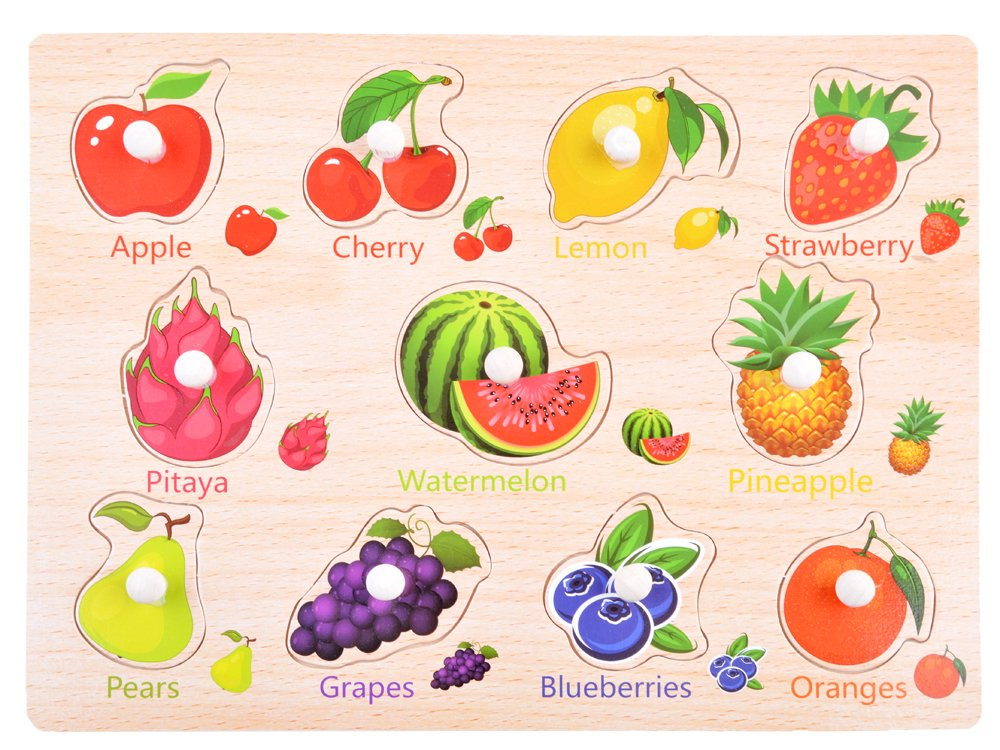 Apple
Cherry
Lemon
Strawberry
Pitaya
Watermelon
Pineapple
Pears
Grapes
Blueberries
Oranges